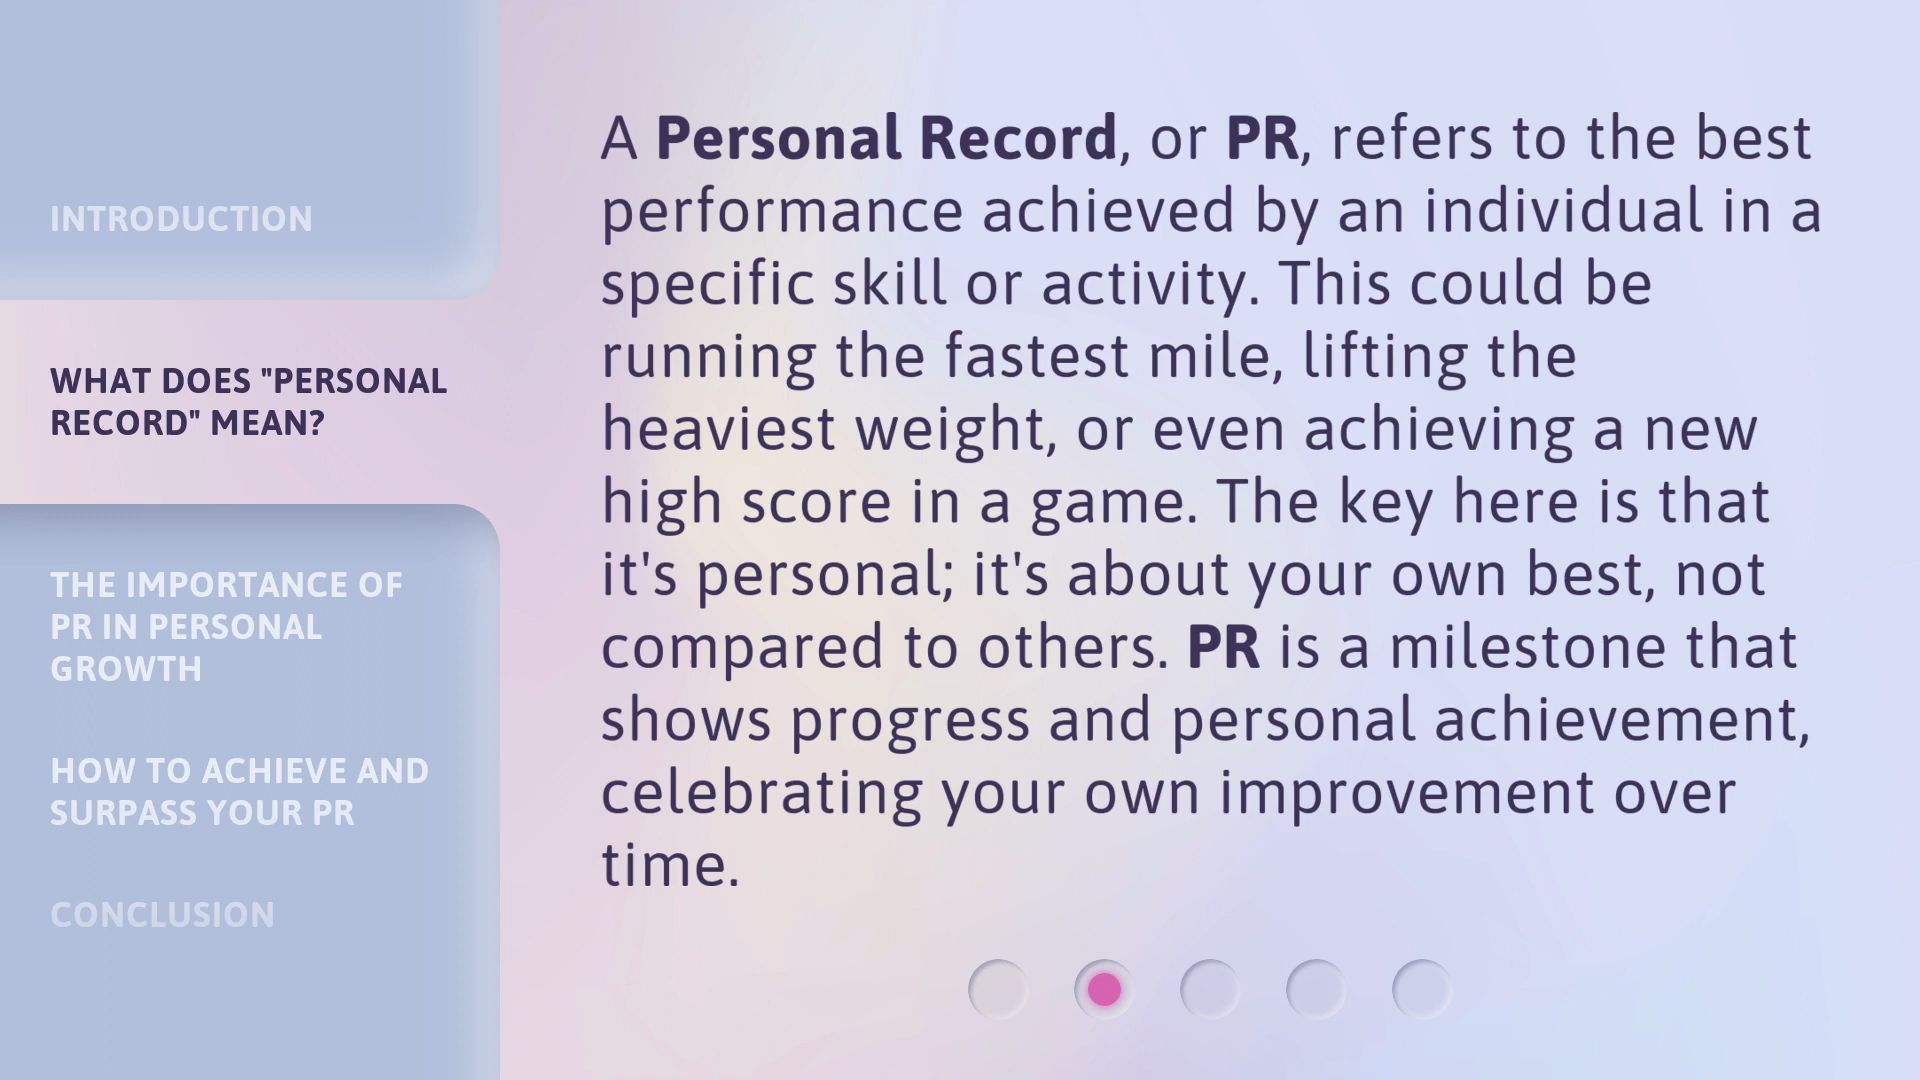 INTRODUCTION
WHAT DOES "PERSONAL
RECORD" MEAN?
THE IMPORTANCE OF
PR IN PERSONAL
GROWTH
HOW TO ACHIEVE AND
SURPASS YOUR PR
CONCLUSION
A Personal Record, or PR, refers to the best
performance achieved by an individual in a
specific skill or activity. This could be
running the fastest mile, lifting the
heaviest weight, or even achieving a new
high score in a game. The key here is that
it's personal; it's about your own best, not
compared to others. PR is a milestone that
shows progress and personal achievement,
celebrating your own improvement over
time.